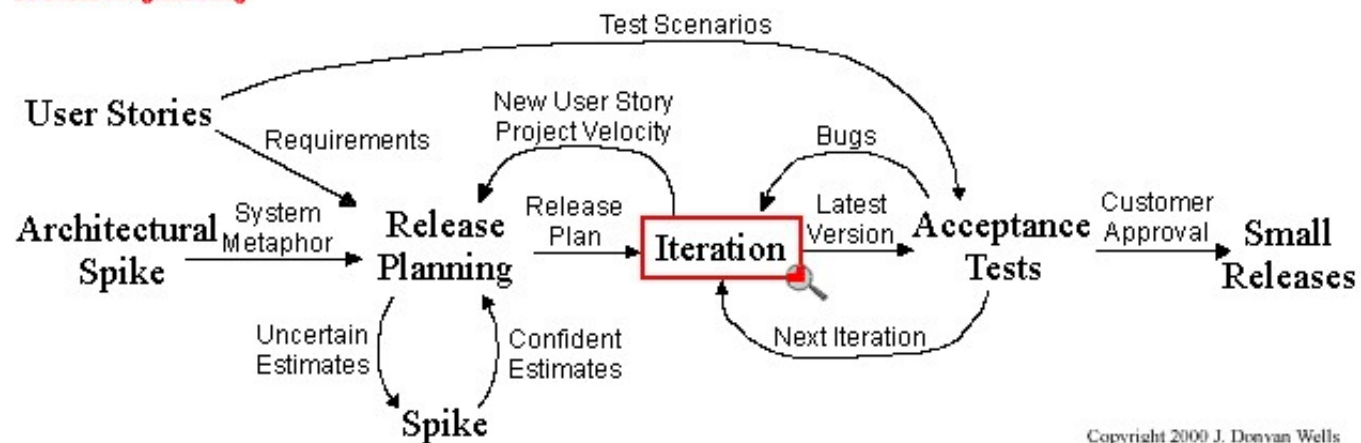 Test Scenarios
User Stories
New User Story
Project Velocity
Bugs
Requirements
Architectural
Spike
System
Metaphor
Release
Planning
Release
Plan
Iteration
Latest
Version
Acceptance
Tests
Customer
Approval
Small
Releases
Uncertain
Estimates
Confident
Estimates
Next Iteration
Spike
Copyright 2000 J. Donvan Wells